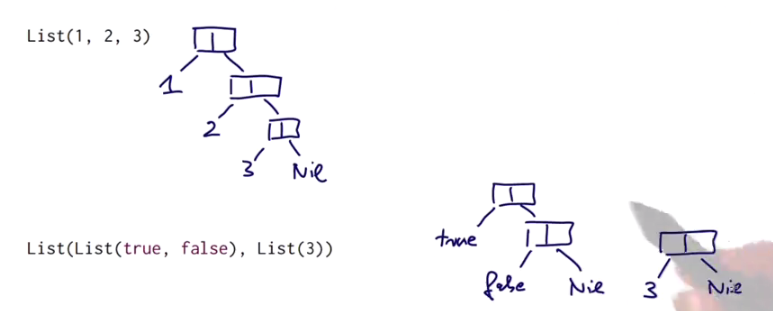 List(1, 2, 3)
1
2
3 Nil
List(List(true, false), List(3))
true
false Nil
3 Nil